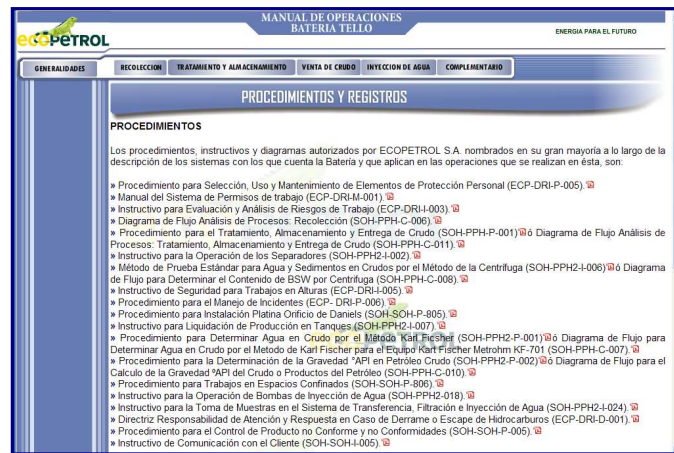 MANUAL DE OPERACIONES
BATERIA TELLO
ecopetrol
ENERGIA PARA EL FUTURO
GENERALIDADES
RECOLECCION TRATAMIENTO Y ALMACENAMIENTO VENTA DE CRUDO INYECCION DE AGUA COMPLEMENTARIO
PROCEDIMIENTOS Y REGISTROS
PROCEDIMIENTOS
Los procedimientos, instructivos y diagramas autorizados por ECOPETROL S.A. nombrados en su gran mayoría a lo largo de la
descripción de los sistemas con los que cuenta la Batería y que aplican en las operaciones que se realizan en ésta, son:
» Procedimiento para Selección, Uso y Mantenimiento de Elementos de Protección Personal (ECP-DRI-P-005).
» Manual del Sistema de Permisos de trabajo (ECP-DRI-M-001).
» Instructivo para Evaluación y Análisis de Riesgos de Trabajo (ECP-DRI-I-003).
» Diagrama de Flujo Análisis de Procesos: Recolección (SOH-PPH-C-006).
» Procedimiento para el Tratamiento, Almacenamiento y Entrega de Crudo (SOH-PPH-P-001) ó Diagrama de Flujo Análisis de
Procesos: Tratamiento, Almacenamiento y Entrega de Crudo (SOH-PPH-C-011).
» Instructivo para la Operación de los Separadores (SOH-PPH2-I-002).
» Método de Prueba Estándar para Agua y Sedimentos en Crudos por el Método de la Centrífuga (SOH-PPH2-I-006) ó Diagrama
de Flujo para Determinar el Contenido de BSW por Centrifuga (SOH-PPH-C-008).
» Instructivo de Seguridad para Trabajos en Alturas (ECP-DRI-I-005).
» Procedimiento para el Manejo de Incidentes (ECP- DRI-P-006).
» Procedimiento para Instalación Platina Orificio de Daniels (SOH-SOH-P-805).
» Instructivo para Liquidación de Producción en Tanques (SOH-PPH2-I-007).
» Procedimiento para Determinar Agua en Crudo por el Método Karl Fischer (SOH-PPH2-P-001) ó Diagrama de Flujo para
Determinar Agua en Crudo por el Metodo de Karl Fischer para el Equipo Kart Fischer Metrohm KF-701 (SOH-PPH-C-007).
» Procedimiento para la Determinación de la Gravedad °API en Petróleo Crudo (SOH-PPH2-P-002) ó Diagrama de Flujo para el
Calculo de la Gravedad ºAPI del Crudo o Productos del Petróleo (SOH-PPH-C-010).
» Procedimiento para Trabajos en Espacios Confinados (SOH-SOH-P-806).
» Instructivo para la Operación de Bombas de Inyección de Agua (SOH-PPH2-018).
» Instructivo para la Toma de Muestras en el Sistema de Transferencia, Filtración e Inyección de Agua (SOH-PPH2-I-024).
» Directriz Responsabilidad de Atención y Respuesta en Caso de Derrame o Escape de Hidrocarburos (ECP-DRI-D-001).
» Procedimiento para el Control de Producto no Conforme y no Conformidades (SOH-SOH-P-005).
» Instructivo de Comunicación con el Cliente (SOH-SOH-I-005).